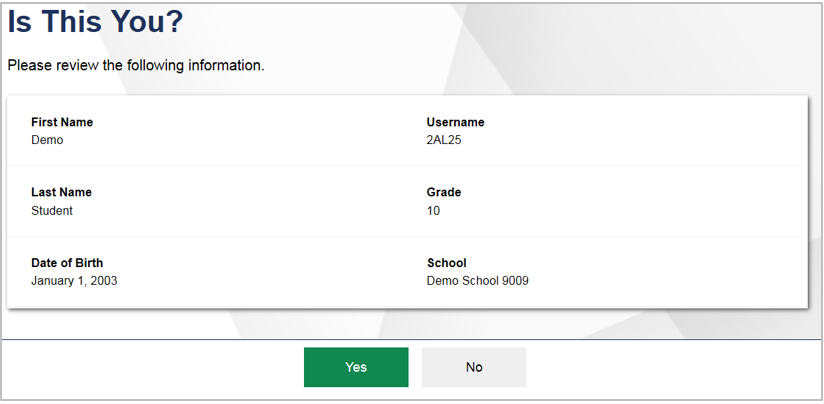 Is This You?
Please review the following information.
First Name
Demo
Username
2AL25
Last Name
Student
Grade
10
Date of Birth
January 1, 2003
School
Demo School 9009
Yes
No